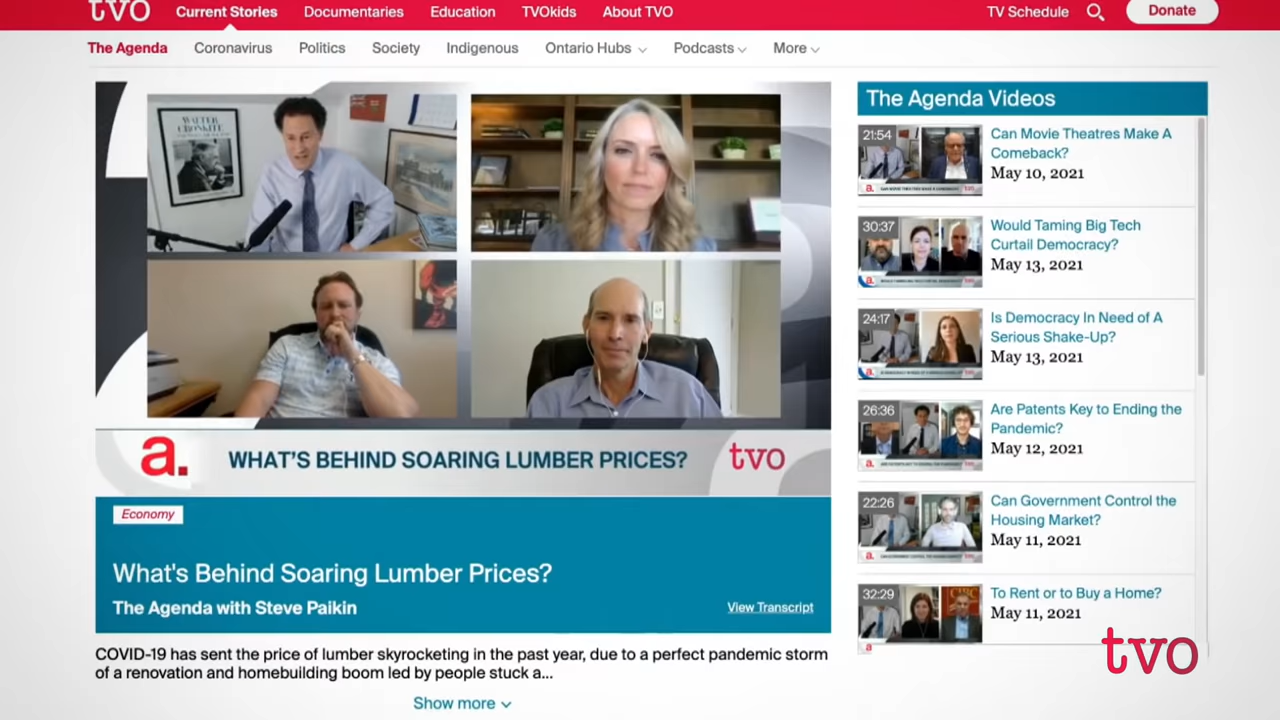 tvo
Current Stories
Documentaries
Education
TVOkids
About TVO
TV Schedule
Donate
The Agenda
Coronavirus
Politics
Society
Indigenous
Ontario Hubs
Podcasts
More
WALTER
CRONKITE
a.
WHAT'S BEHIND SOARING LUMBER PRICES?
tvo
Economy
What's Behind Soaring Lumber Prices?
The Agenda with Steve Paikin
View Transcript
COVID-19 has sent the price of lumber skyrocketing in the past year, due to a perfect pandemic storm
of a renovation and homebuilding boom led by people stuck a...
Show more
The Agenda Videos
21:54
Can Movie Theatres Make A
Comeback?
May 10, 2021
30:37
Would Taming Big Tech
Curtail Democracy?
May 13, 2021
24:17
Is Democracy In Need of A
Serious Shake-Up?
May 13, 2021
26:36
Are Patents Key to Ending the
Pandemic?
May 12, 2021
22:26
Can Government Control the
Housing Market?
May 11, 2021
32:29
To Rent or to Buy a Home?
May 11, 2021
tvo